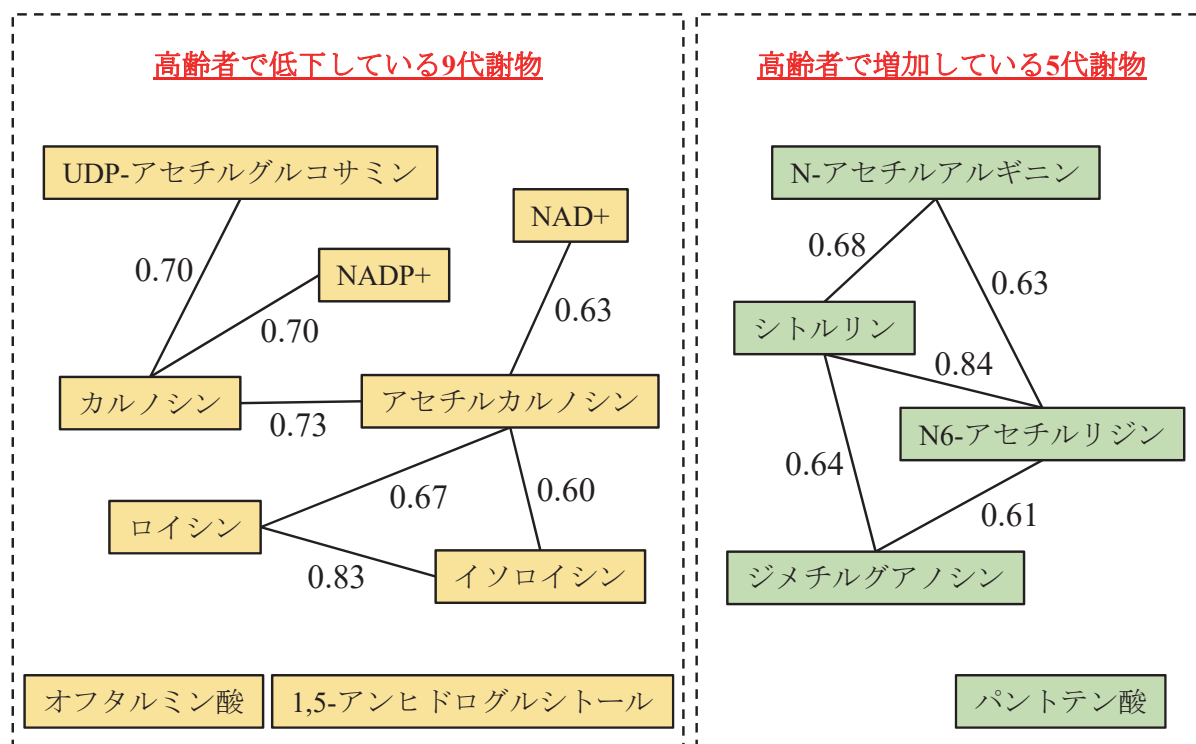 高齢者で低下している9代謝物
UDP-アセチルグルコサミン
NAD+
NADP+
0.70
0.70
0.63
カルノシン
アセチルカルノシン
0.73
0.67
0.60
ロイシン
0.83
イソロイシン
オフタルミン酸
1,5-アンヒドログルシトール
高齢者で増加している5代謝物
N-アセチルアルギニン
0.68
0.63
シトルリン
0.84
N6-アセチルリジン
0.64
0.61
ジメチルグアノシン
パントテン酸